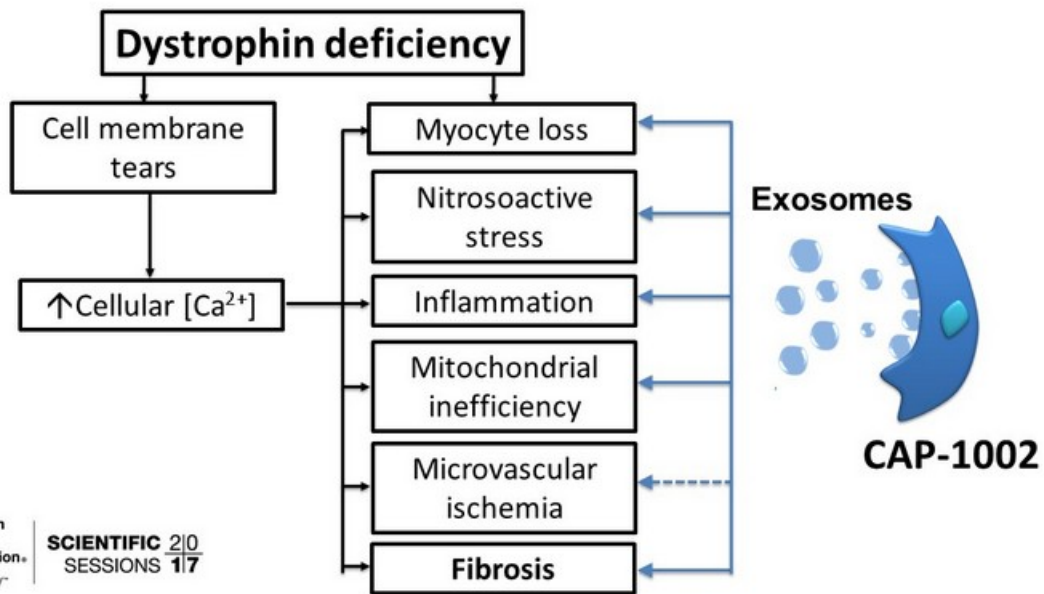 Dystrophin deficiency
Cell membrane
tears
↑Cellular [Ca²⁺]
Myocyte loss
Nitrosoactive
stress
Inflammation
Mitochondrial
inefficiency
Microvascular
ischemia
Fibrosis
Exosomes
CAP-1002
SCIENTIFIC 20
SESSIONS 17